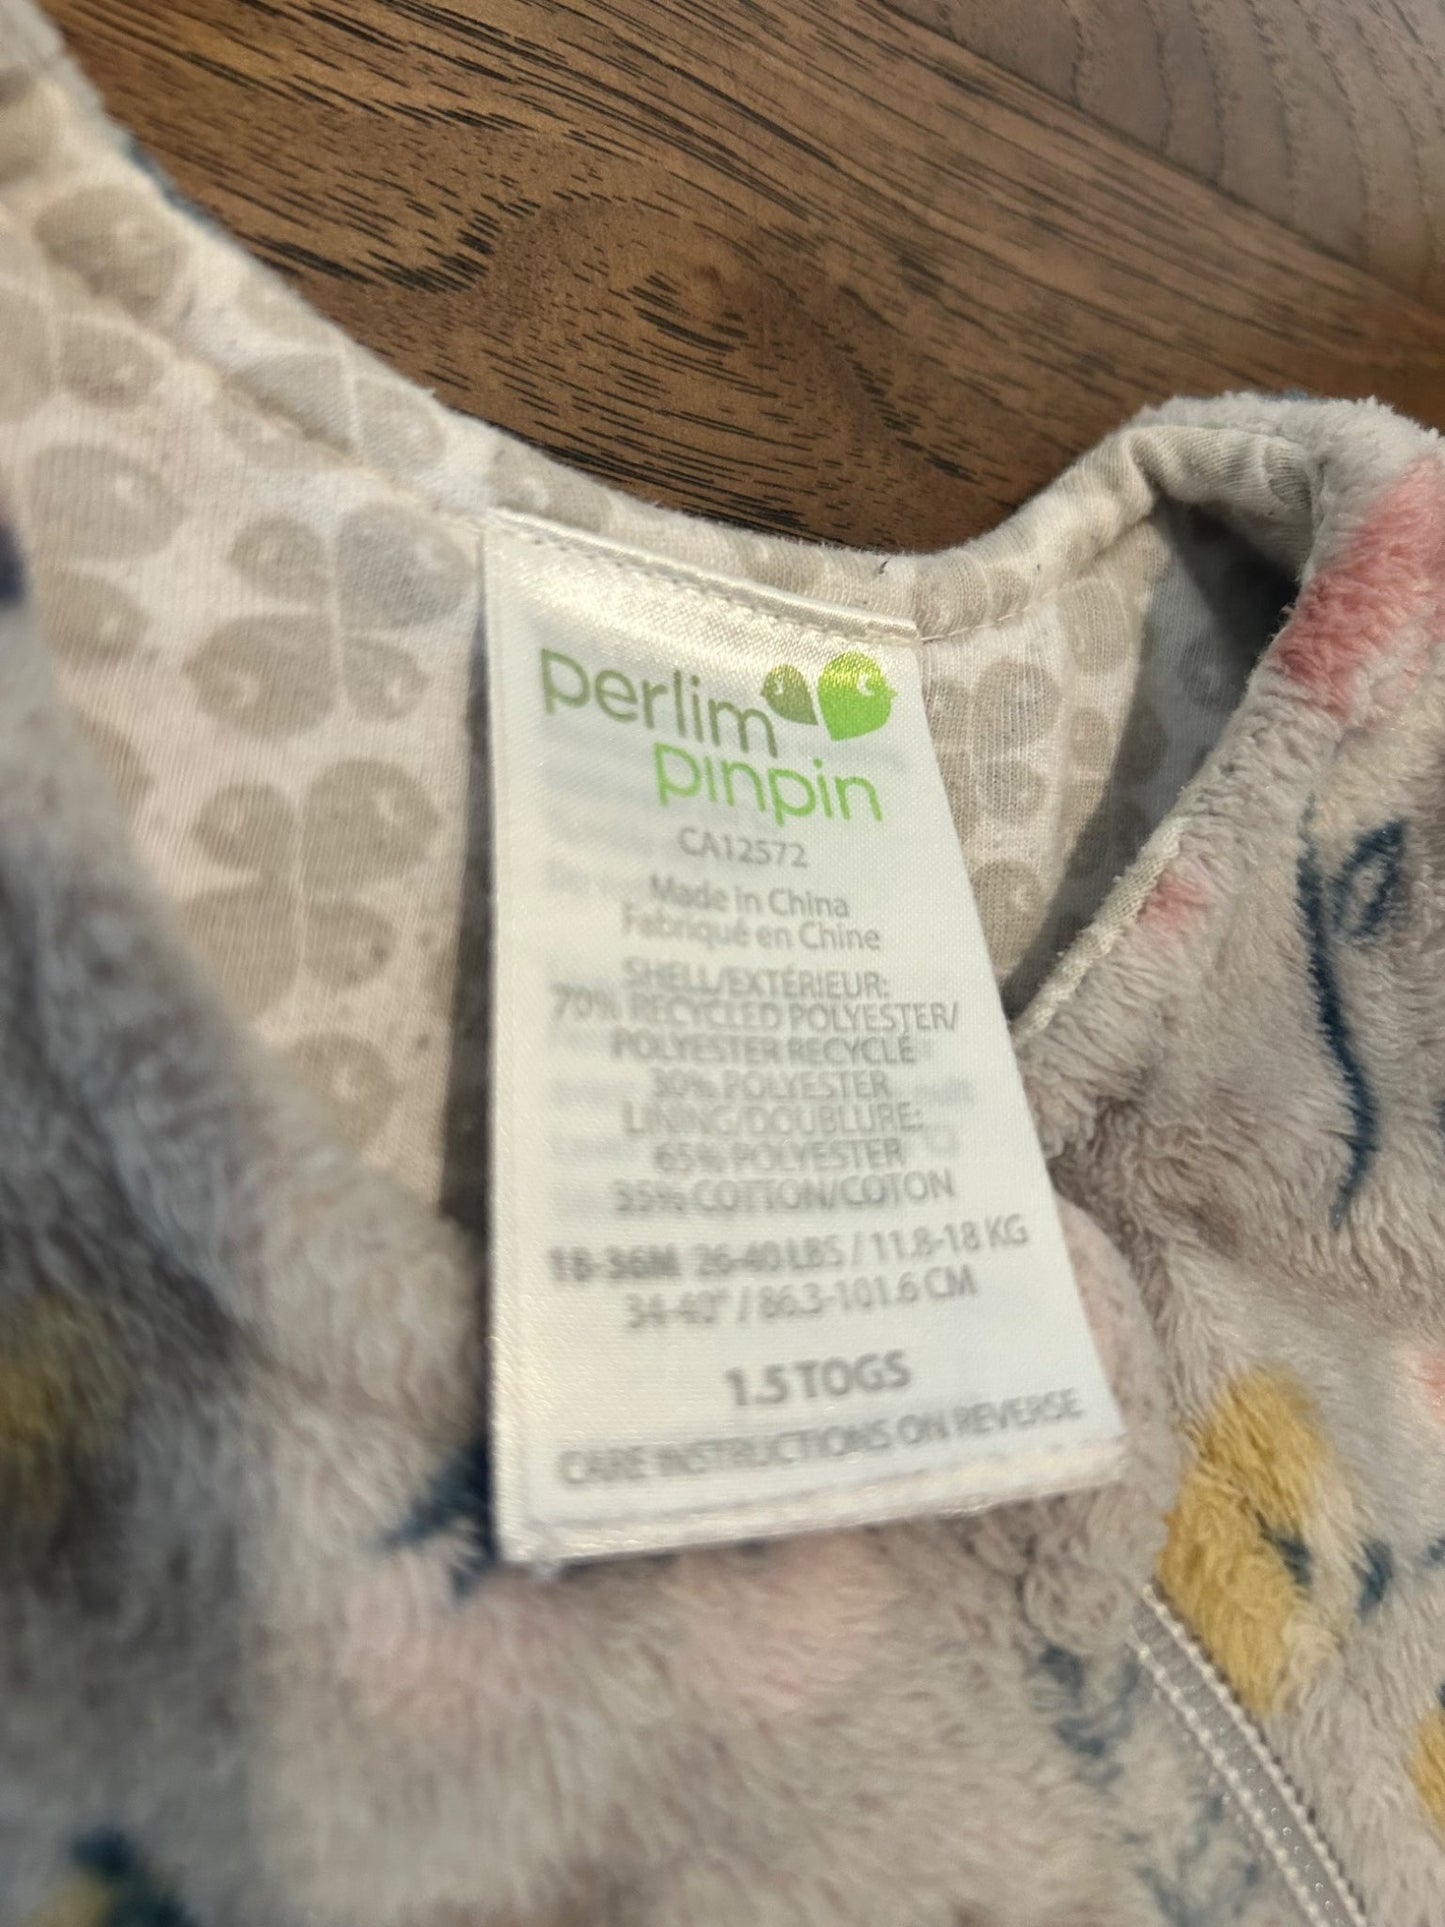 perlim
pinpin
CA12572
Made in China
Fabriqué en Chine
SHELL/EXTÉRIEUR:
70% RECYCLED POLYESTER/
POLYESTER RECYCLÉ
30% POLYESTER
LINING/DOUBLURE:
65% POLYESTER
35% COTTON/COTON
18-36M 26-40 LBS / 11.8-18 KG
34-40" / 86.3-101.6 CM
1.5 TOGS
CARE INSTRUCTIONS ON REVERSE